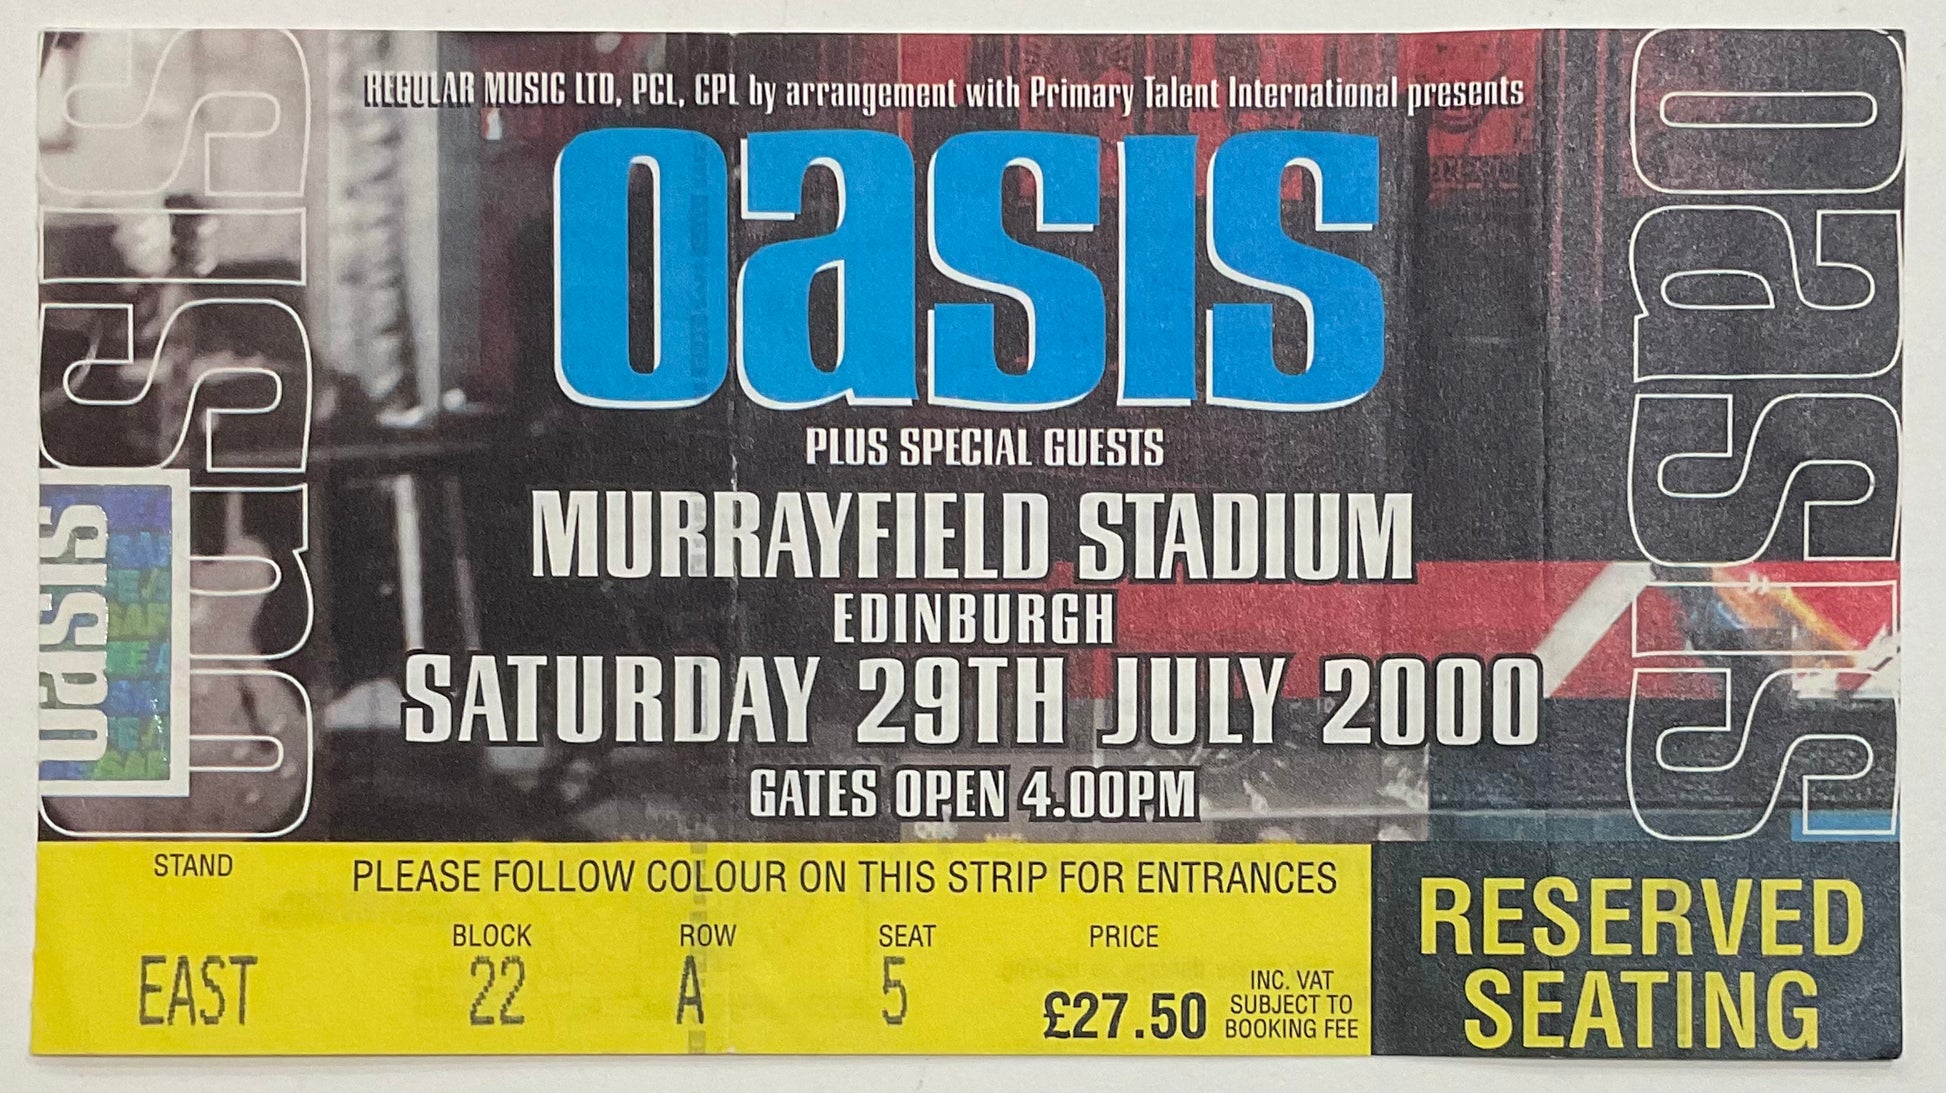 REGULAR MUSIC LTD, PCL, CPL by arrangement with Primary Talent International presents
oasis
PLUS SPECIAL GUESTS
MURRAYFIELD STADIUM
EDINBURGH
SATURDAY 29TH JULY 2000
GATES OPEN 4.00PM
oasis
oasis
oasis
STAND
EAST
PLEASE FOLLOW COLOUR ON THIS STRIP FOR ENTRANCES
BLOCK
22
ROW
A
SEAT
5
PRICE
£27.50
INC. VAT
SUBJECT TO
BOOKING FEE
RESERVED
SEATING